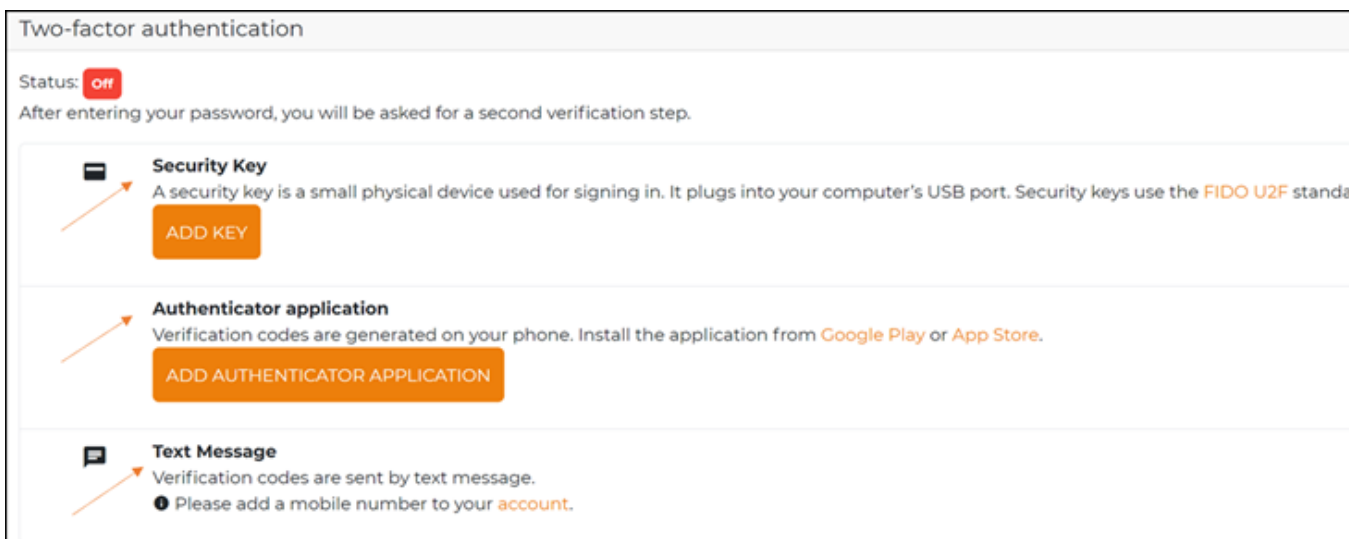 Two-factor authentication
Status: Off
After entering your password, you will be asked for a second verification step.
Security Key
A security key is a small physical device used for signing in. It plugs into your computer’s USB port. Security keys use the FIDO U2F standa
ADD KEY
Authenticator application
Verification codes are generated on your phone. Install the application from Google Play or App Store.
ADD AUTHENTICATOR APPLICATION
Text Message
Verification codes are sent by text message.
Please add a mobile number to your account.